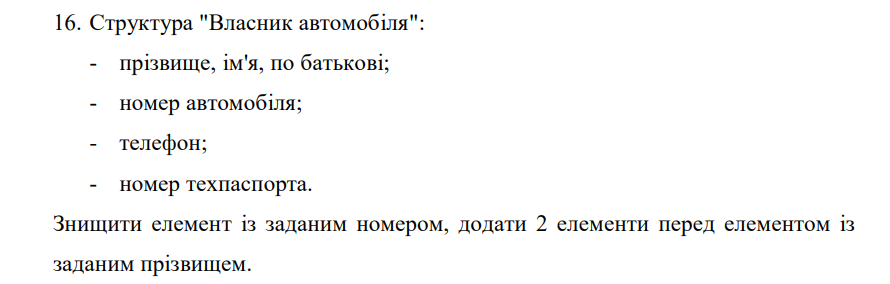 16. Структура "Власник автомобіля":
- прізвище, ім'я, по батькові;
- номер автомобіля;
- телефон;
- номер техпаспорта.
Знищити елемент із заданим номером, додати 2 елементи перед елементом із
заданим прізвищем.